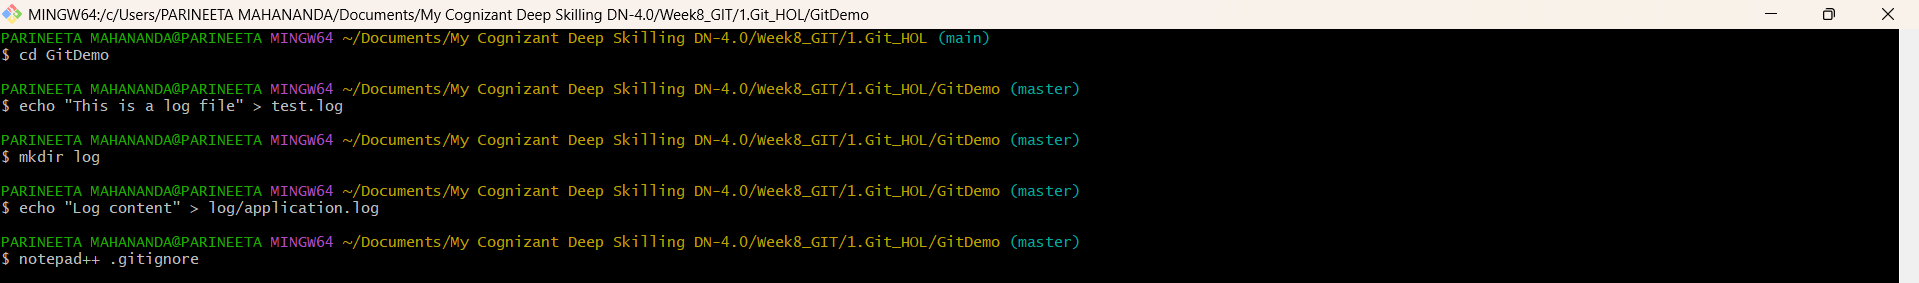 MINGW64:/c/Users/PARINEETA MAHANANDA/Documents/My Cognizant Deep Skilling DN-4.0/Week8_GIT/1.Git_HOL/GitDemo
PARINEETA MAHANANDA@PARINEETA MINGW64 ~/Documents/My Cognizant Deep Skilling DN-4.0/Week8_GIT/1.Git_HOL (main)
$ cd GitDemo
PARINEETA MAHANANDA@PARINEETA MINGW64 ~/Documents/My Cognizant Deep Skilling DN-4.0/Week8_GIT/1.Git_HOL/GitDemo (master)
$ echo "This is a log file" > test.log
PARINEETA MAHANANDA@PARINEETA MINGW64 ~/Documents/My Cognizant Deep Skilling DN-4.0/Week8_GIT/1.Git_HOL/GitDemo (master)
$ mkdir log
PARINEETA MAHANANDA@PARINEETA MINGW64 ~/Documents/My Cognizant Deep Skilling DN-4.0/Week8_GIT/1.Git_HOL/GitDemo (master)
$ echo "Log content" > log/application.log
PARINEETA MAHANANDA@PARINEETA MINGW64 ~/Documents/My Cognizant Deep Skilling DN-4.0/Week8_GIT/1.Git_HOL/GitDemo (master)
$ notepad++ .gitignore